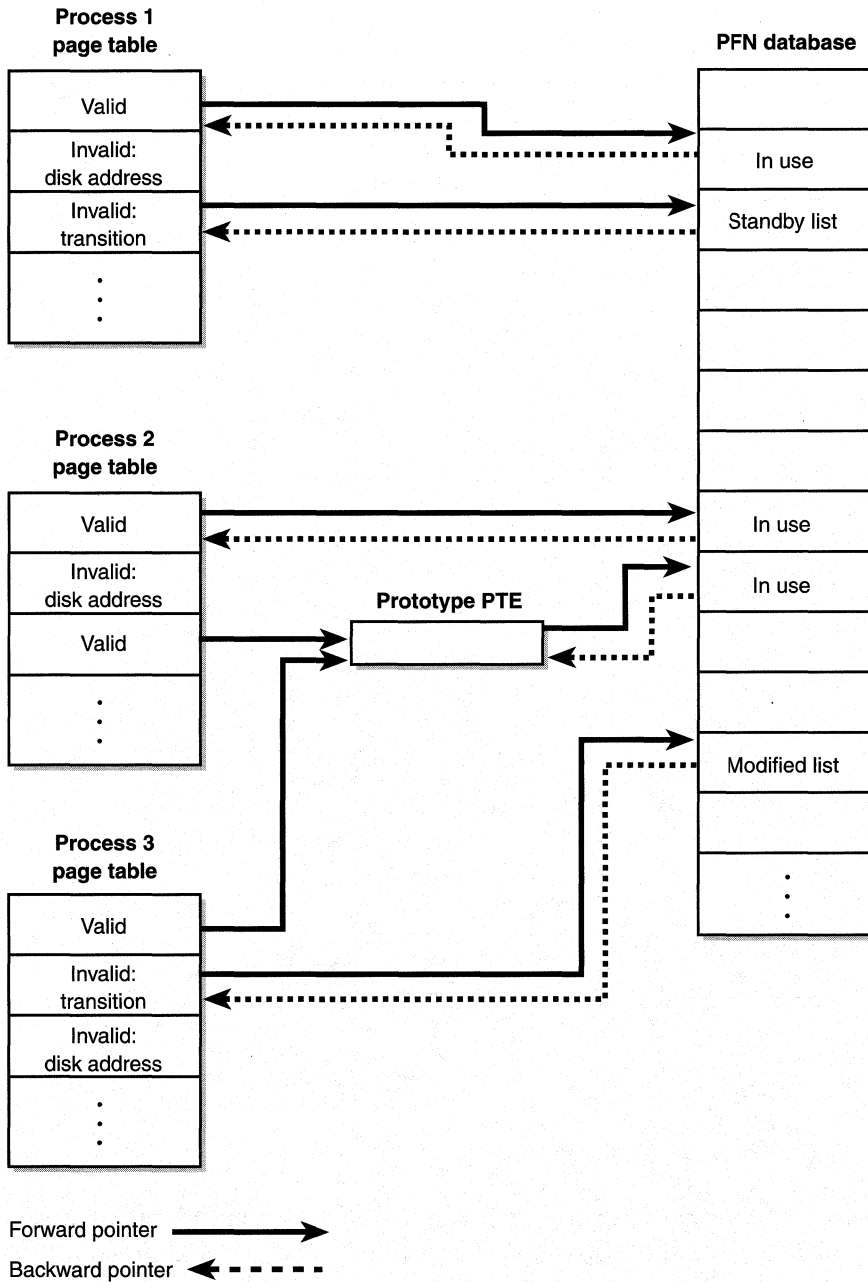 Process 1
page table
Valid
Invalid:
disk address
Invalid:
transition
PFN database
In use
Standby list
In use
In use
Modified list
Process 2
page table
Valid
Invalid:
disk address
Valid
Prototype PTE
Process 3
page table
Valid
Invalid:
transition
Invalid:
disk address
Forward pointer
Backward pointer